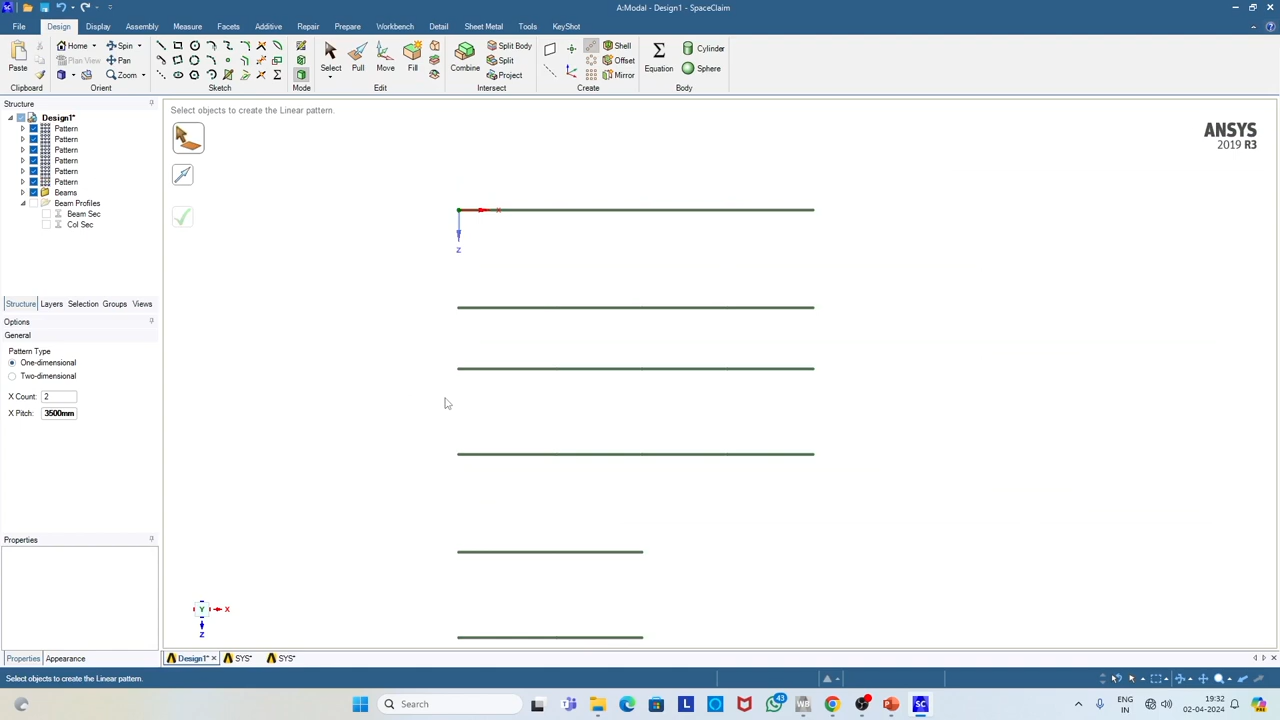 A:Modal - Design1 - SpaceClaim
File Design Display Assembly Measure Facets Additive Repair Prepare Workbench Detail Sheet Metal Tools KeyShot
Paste
Home Spin
Plan View Pan
Zoom
Select Pull Move Fill
Combine
Split Body
Split
Project
Shell
Offset
Mirror
Equation
Cylinder
Sphere
Clipboard Orient Sketch Mode Edit Intersect Create Body
Structure
Design1*
Pattern
Pattern
Pattern
Pattern
Pattern
Pattern
Beams
Beam Profiles
Beam Sec
Col Sec
Structure Layers Selection Groups Views
Options
General
Pattern Type
One-dimensional
Two-dimensional
X Count: 2
X Pitch: 3500mm
Properties
Properties Appearance
Select objects to create the Linear pattern.
ANSYS
2019 R3
X
Z
Y X
Z
Design1* SYS* SYS*
Select objects to create the Linear pattern.
Search
43
WB
SC
ENG
IN
19:32
02-04-2024